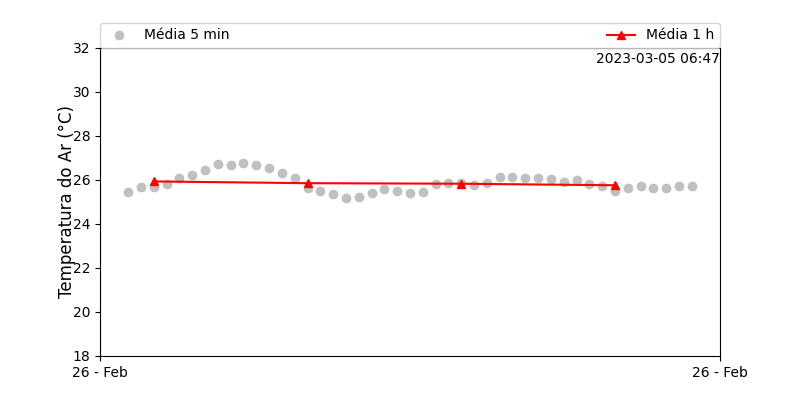 Média 5 min
Média 1 h
2023-03-05 06:47
Temperatura do Ar (°C)
32
30
28
26
24
22
20
18
26 - Feb
26 - Feb